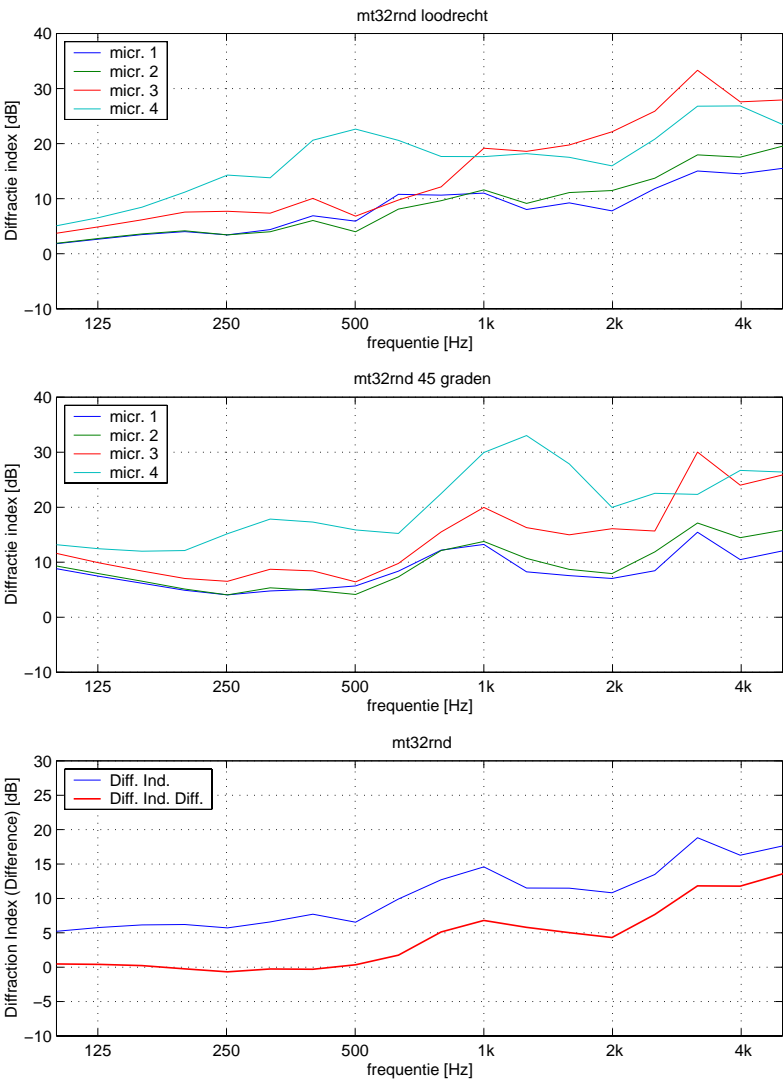 mt32rnd loodrecht
Diffractie index [dB]
40
30
20
10
0
−10
micr. 1
micr. 2
micr. 3
micr. 4
125 250 500 1k 2k 4k
frequentie [Hz]
mt32rnd 45 graden
Diffractie index [dB]
40
30
20
10
0
−10
micr. 1
micr. 2
micr. 3
micr. 4
125 250 500 1k 2k 4k
frequentie [Hz]
mt32rnd
Diffraction Index (Difference) [dB]
30
25
20
15
10
5
0
−5
−10
Diff. Ind.
Diff. Ind. Diff.
125 250 500 1k 2k 4k
frequentie [Hz]